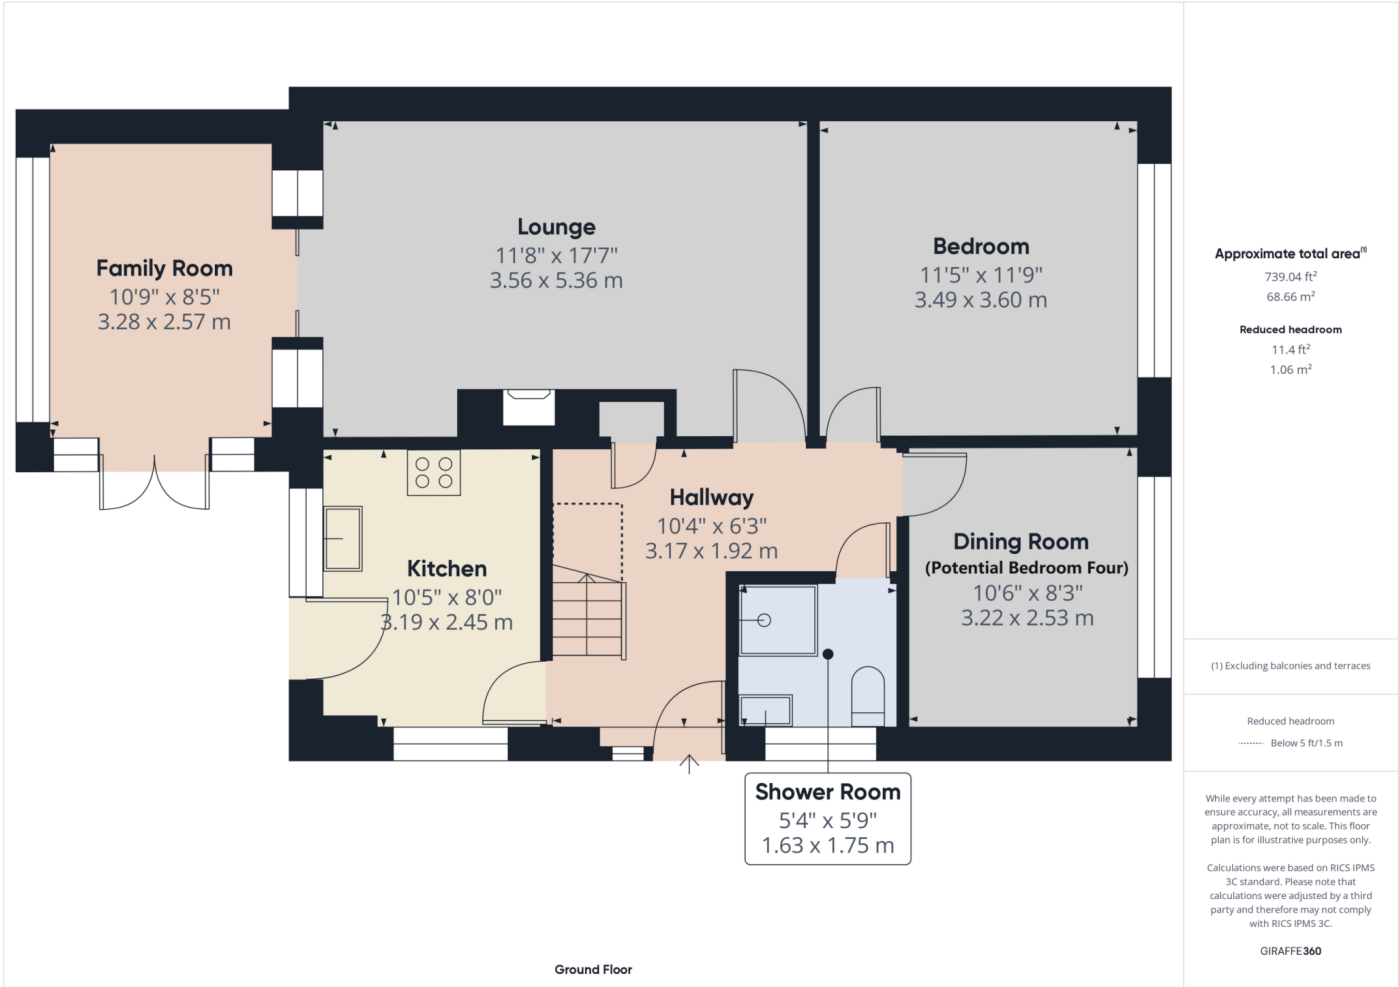 Family Room
10'9" x 8'5"
3.28 x 2.57 m
Lounge
11'8" x 17'7"
3.56 x 5.36 m
Bedroom
11'5" x 11'9"
3.49 x 3.60 m
Kitchen
10'5" x 8'0"
3.19 x 2.45 m
Hallway
10'4" x 6'3"
3.17 x 1.92 m
Dining Room
(Potential Bedroom Four)
10'6" x 8'3"
3.22 x 2.53 m
Shower Room
5'4" x 5'9"
1.63 x 1.75 m
Ground Floor
Approximate total area(1)
739.04 ft²
68.66 m²
Reduced headroom
11.4 ft²
1.06 m²
(1) Excluding balconies and terraces
Reduced headroom
Below 5 ft/1.5 m
While every attempt has been made to
ensure accuracy, all measurements are
approximate, not to scale. This floor
plan is for illustrative purposes only.
Calculations were based on RICS IPMS
3C standard. Please note that
calculations were adjusted by a third
party and therefore may not comply
with RICS IPMS 3C.
GIRAFFE360